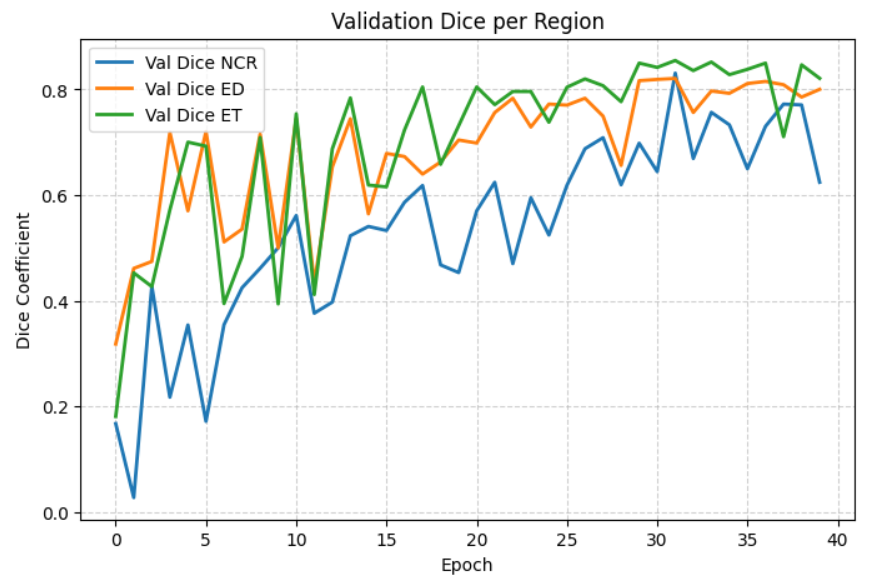 Validation Dice per Region
Val Dice NCR
Val Dice ED
Val Dice ET
Dice Coefficient
0.8
0.6
0.4
0.2
0.0
0 5 10 15 20 25 30 35 40
Epoch